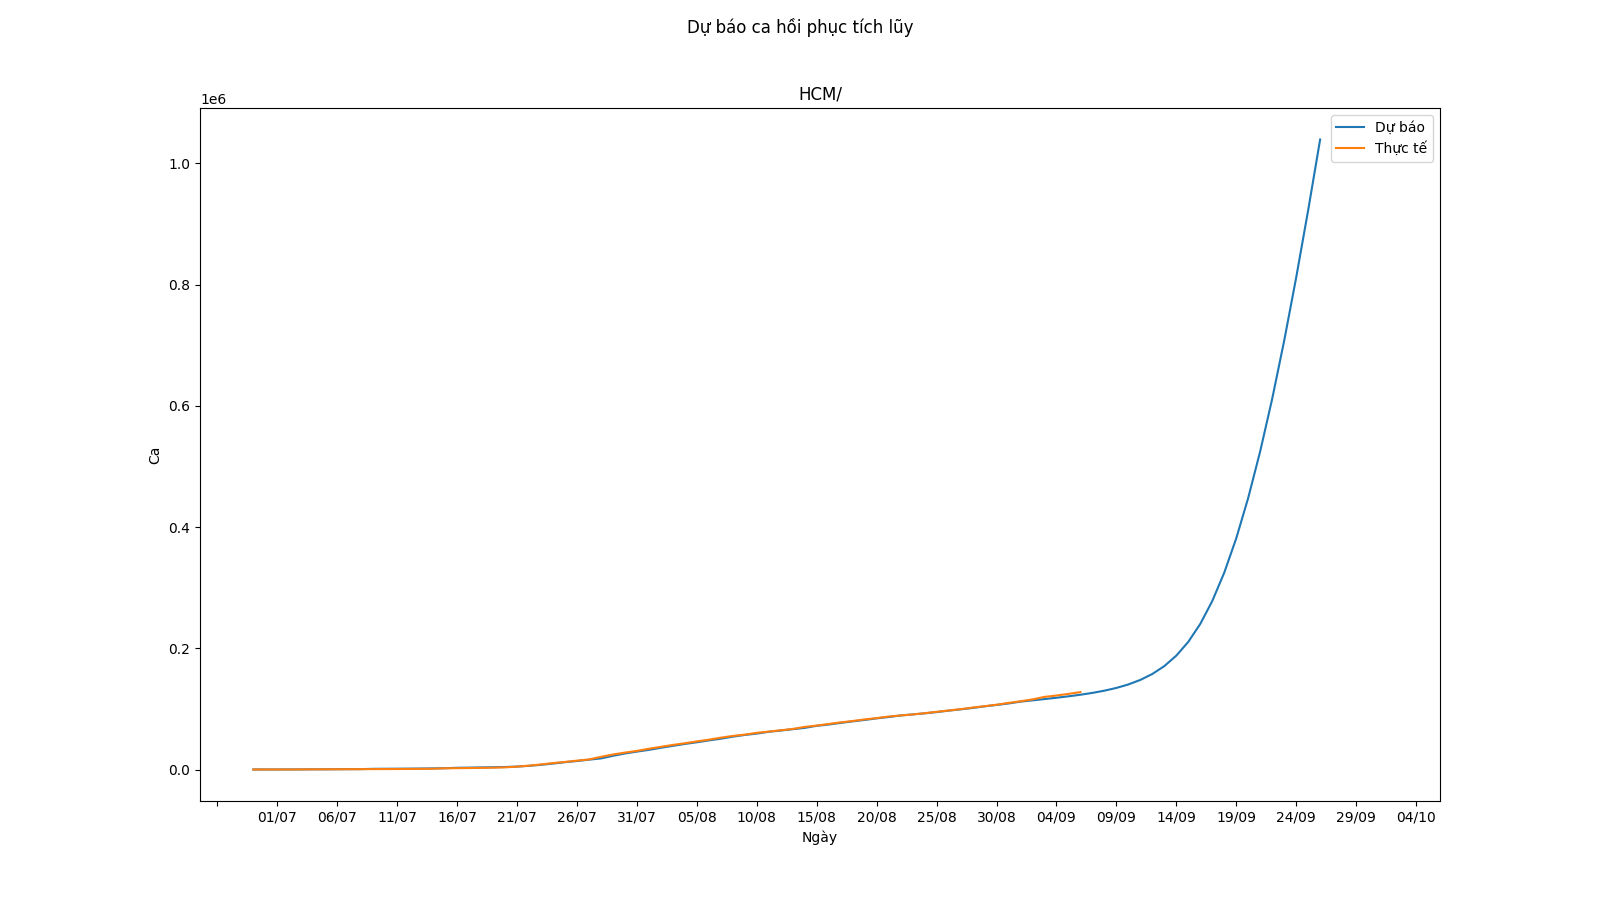 Dự báo ca hồi phục tích lũy
HCM/
1e6
Dự báo
Thực tế
1.0
0.8
0.6
0.4
0.2
0.0
Ca
01/07 06/07 11/07 16/07 21/07 26/07 31/07 05/08 10/08 15/08 20/08 25/08 30/08 04/09 09/09 14/09 19/09 24/09 29/09 04/10
Ngày